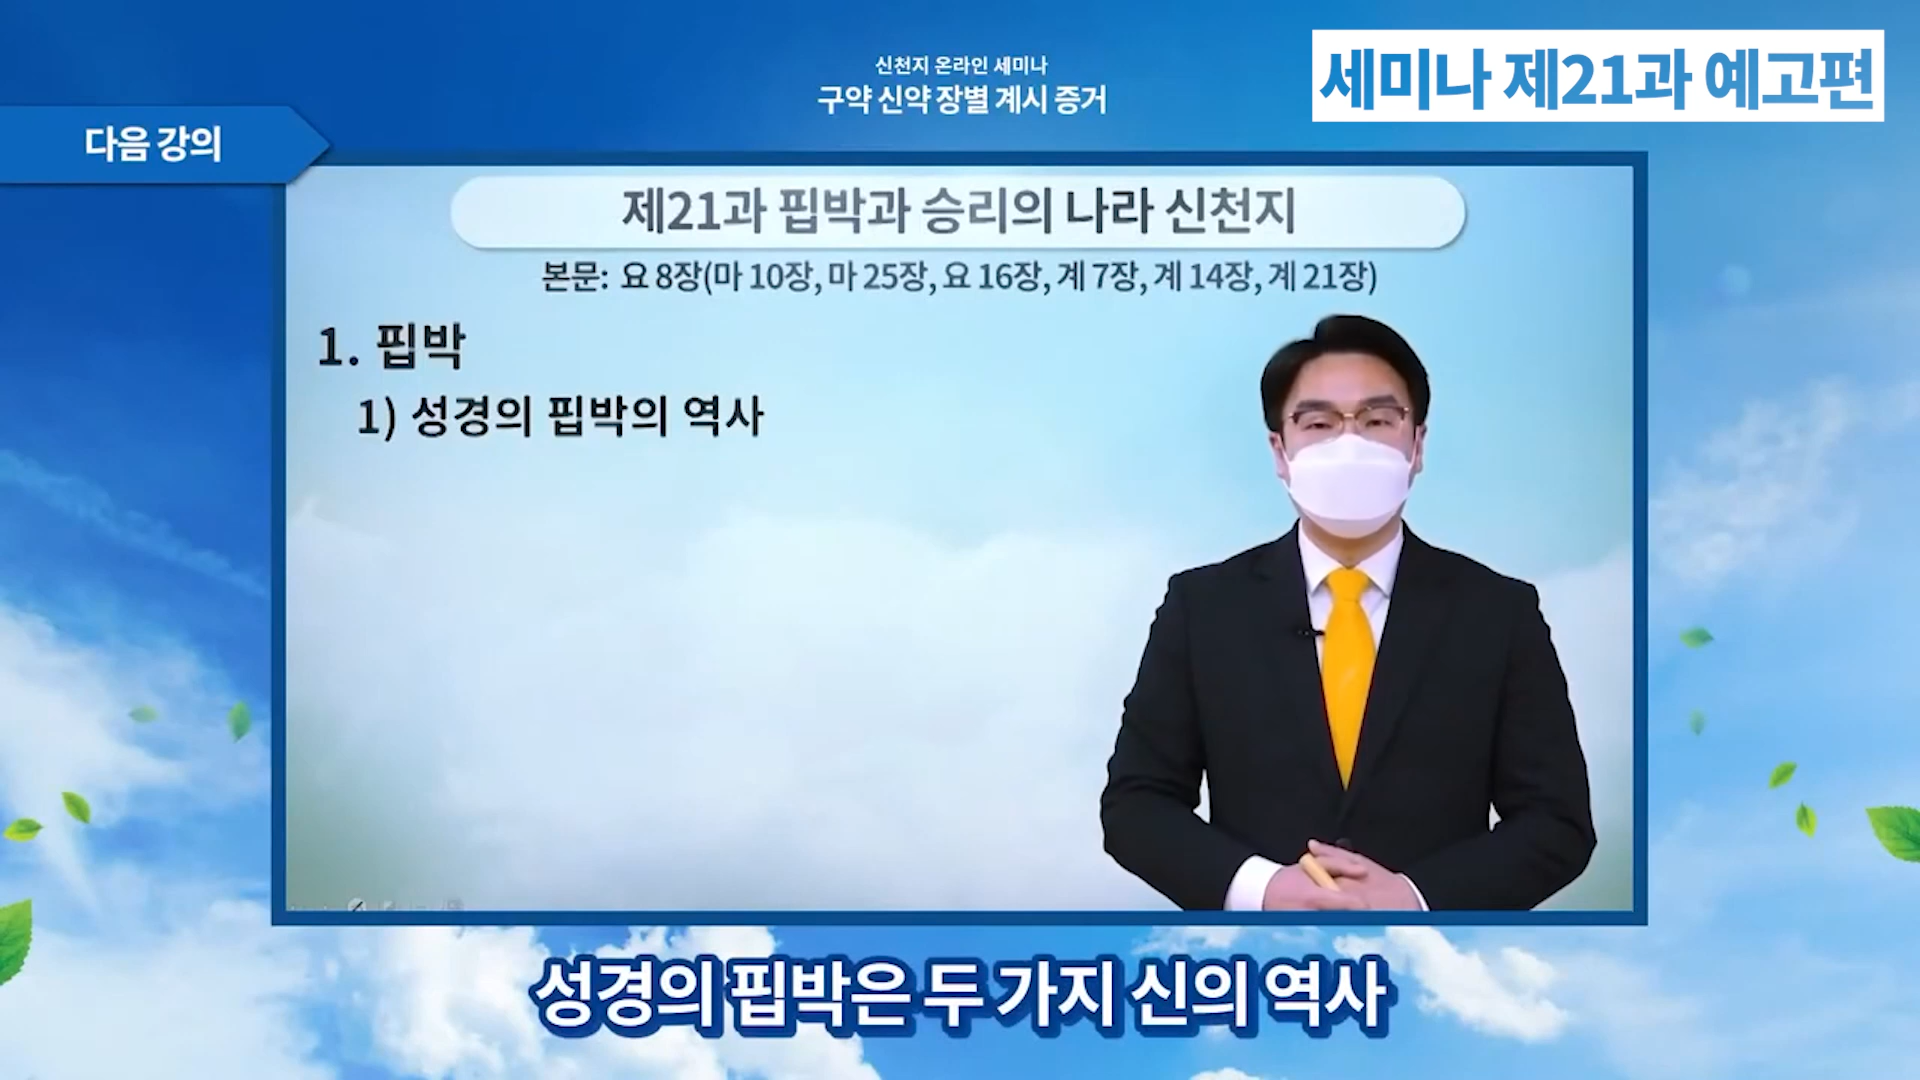 신천지 온라인 세미나
구약 신약 장별 계시 증거
세미나 제21과 예고편
다음 강의
제21과 핍박과 승리의 나라 신천지
본문: 요 8장(마 10장, 마 25장, 요 16장, 계 7장, 계 14장, 계 21장)
1. 핍박
1) 성경의 핍박의 역사
성경의 핍박은 두 가지 신의 역사